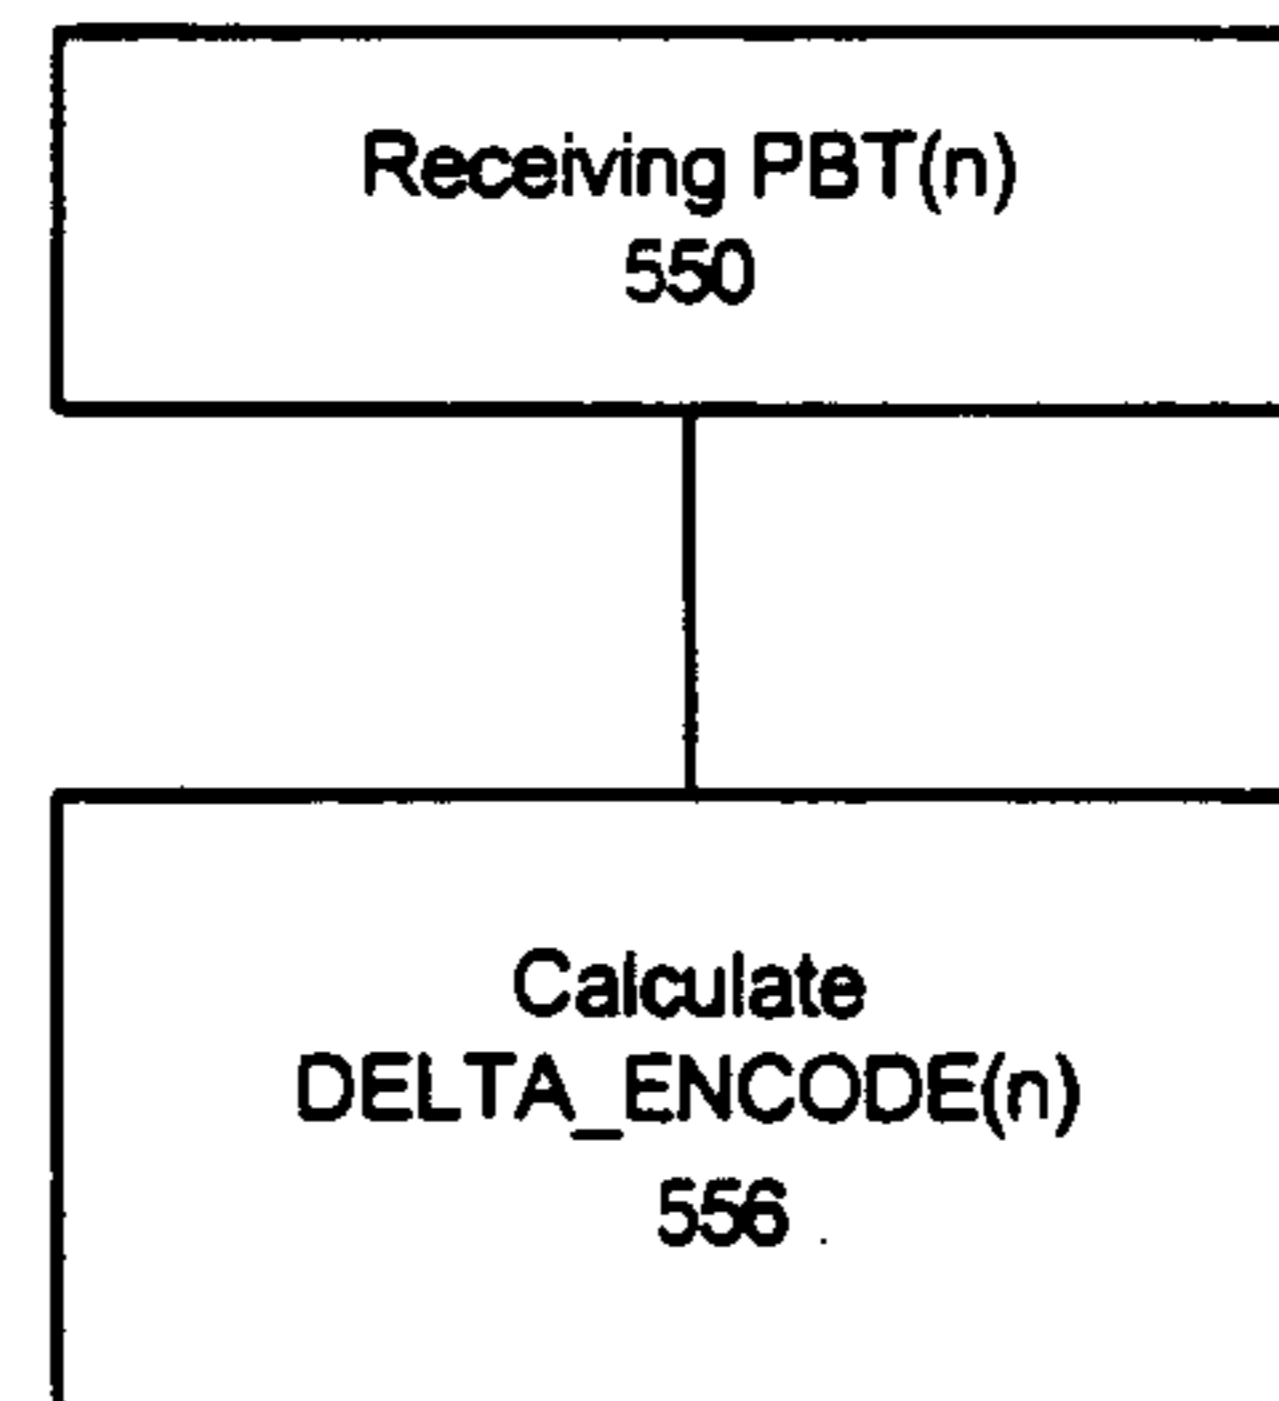 Receiving PBT(n)
550
Calculate
DELTA_ENCODE(n)
556